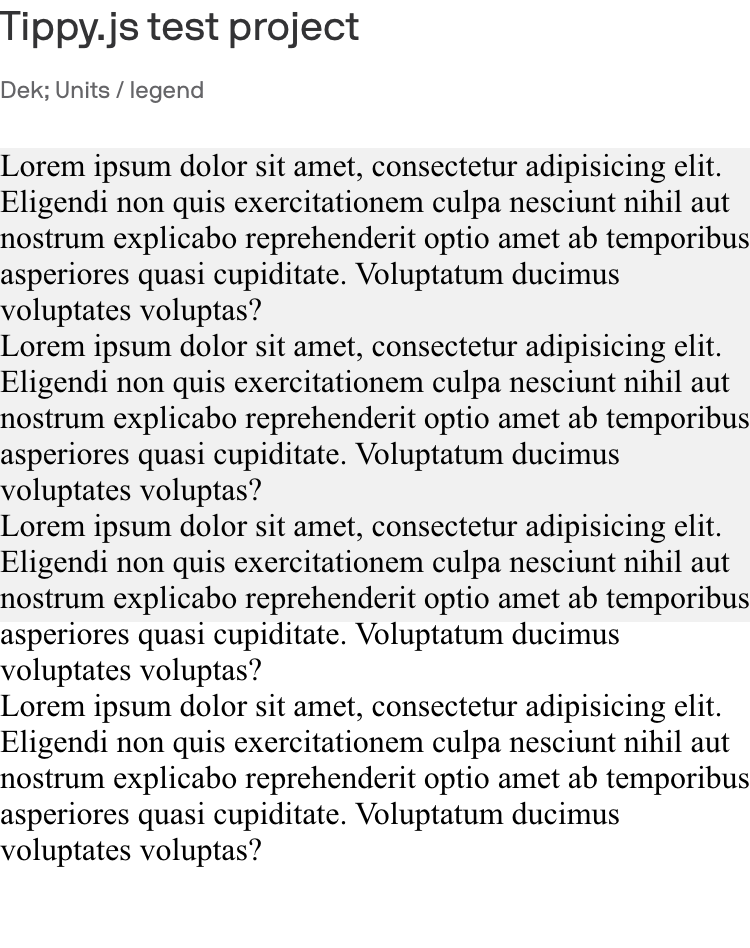 Tippy.js test project
Dek; Units / legend
Lorem ipsum dolor sit amet, consectetur adipisicing elit.
Eligendi non quis exercitationem culpa nesciunt nihil aut
nostrum explicabo reprehenderit optio amet ab temporibus
asperiores quasi cupiditate. Voluptatum ducimus
voluptates voluptas?
Lorem ipsum dolor sit amet, consectetur adipisicing elit.
Eligendi non quis exercitationem culpa nesciunt nihil aut
nostrum explicabo reprehenderit optio amet ab temporibus
asperiores quasi cupiditate. Voluptatum ducimus
voluptates voluptas?
Lorem ipsum dolor sit amet, consectetur adipisicing elit.
Eligendi non quis exercitationem culpa nesciunt nihil aut
nostrum explicabo reprehenderit optio amet ab temporibus
asperiores quasi cupiditate. Voluptatum ducimus
voluptates voluptas?
Lorem ipsum dolor sit amet, consectetur adipisicing elit.
Eligendi non quis exercitationem culpa nesciunt nihil aut
nostrum explicabo reprehenderit optio amet ab temporibus
asperiores quasi cupiditate. Voluptatum ducimus
voluptates voluptas?